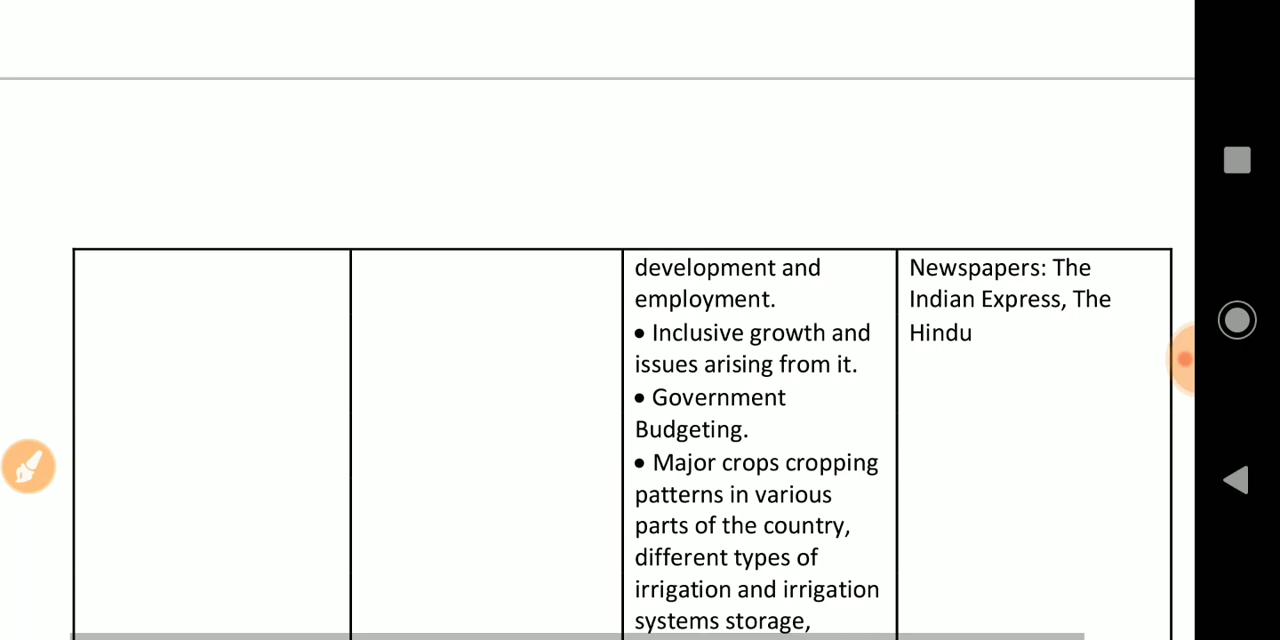 development and
employment.
• Inclusive growth and
issues arising from it.
• Government
Budgeting.
• Major crops cropping
patterns in various
parts of the country,
different types of
irrigation and irrigation
systems storage,
Newspapers: The
Indian Express, The
Hindu